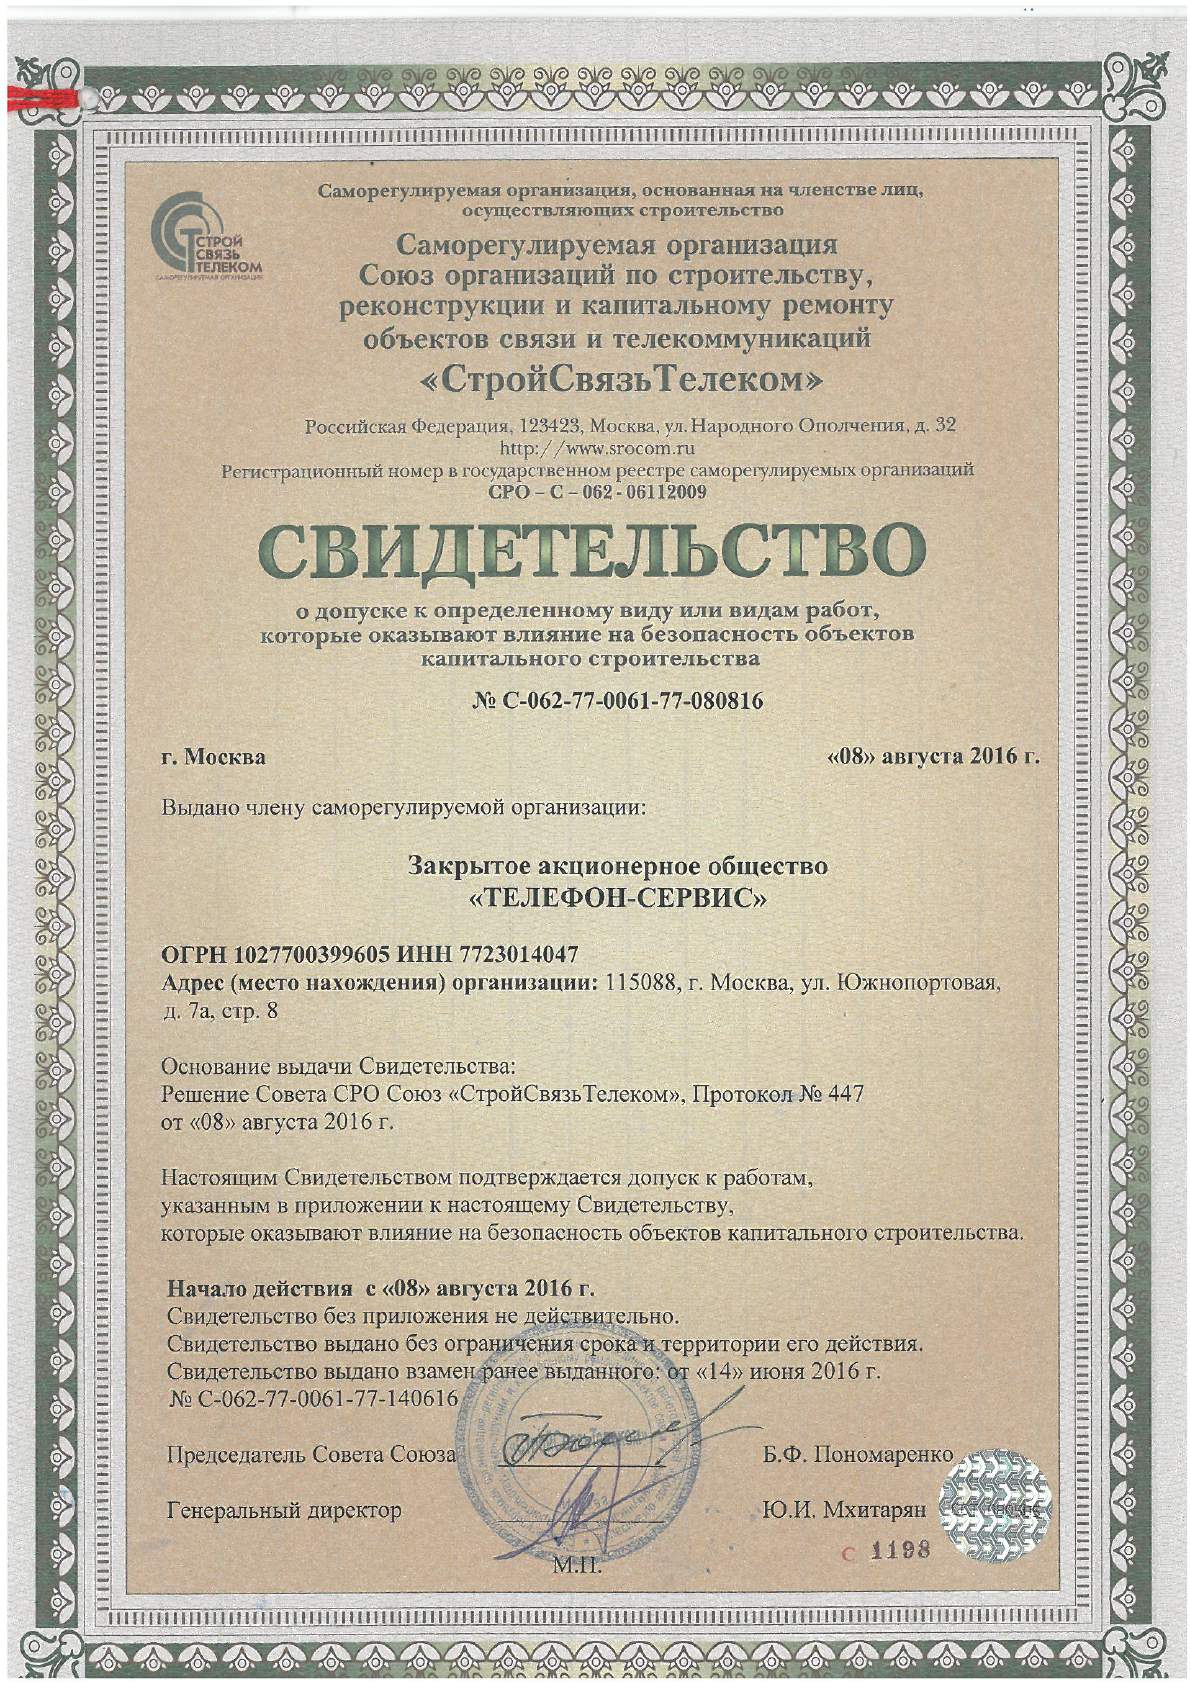 СТРОЙ
СВЯЗЬ
ТЕЛЕКОМ
САМОРЕГУЛИРУЕМАЯ ОРГАНИЗАЦИЯ
Саморегулируемая организация, основанная на членстве лиц,
осуществляющих строительство
Саморегулируемая организация
Союз организаций по строительству,
реконструкции и капитальному ремонту
объектов связи и телекоммуникаций
«СтройСвязьТелеком»
Российская Федерация, 123423, Москва, ул. Народного Ополчения, д. 32
http://www.srocom.ru
Регистрационный номер в государственном реестре саморегулируемых организаций
СРО – С – 062 - 06112009
СВИДЕТЕЛЬСТВО
о допуске к определенному виду или видам работ,
которые оказывают влияние на безопасность объектов
капитального строительства
№ С-062-77-0061-77-080816
г. Москва «08» августа 2016 г.
Выдано члену саморегулируемой организации:
Закрытое акционерное общество
«ТЕЛЕФОН-СЕРВИС»
ОГРН 1027700399605 ИНН 7723014047
Адрес (место нахождения) организации: 115088, г. Москва, ул. Южнопортовая,
д. 7а, стр. 8
Основание выдачи Свидетельства:
Решение Совета СРО Союз «СтройСвязьТелеком», Протокол № 447
от «08» августа 2016 г.
Настоящим Свидетельством подтверждается допуск к работам,
указанным в приложении к настоящему Свидетельству,
которые оказывают влияние на безопасность объектов капитального строительства.
Начало действия с «08» августа 2016 г.
Свидетельство без приложения не действительно.
Свидетельство выдано без ограничения срока и территории его действия.
Свидетельство выдано взамен ранее выданного: от «14» июня 2016 г.
№ С-062-77-0061-77-140616
Председатель Совета Союза Б.Ф. Пономаренко
Генеральный директор Ю.И. Мхитарян
С 1198
М.П.